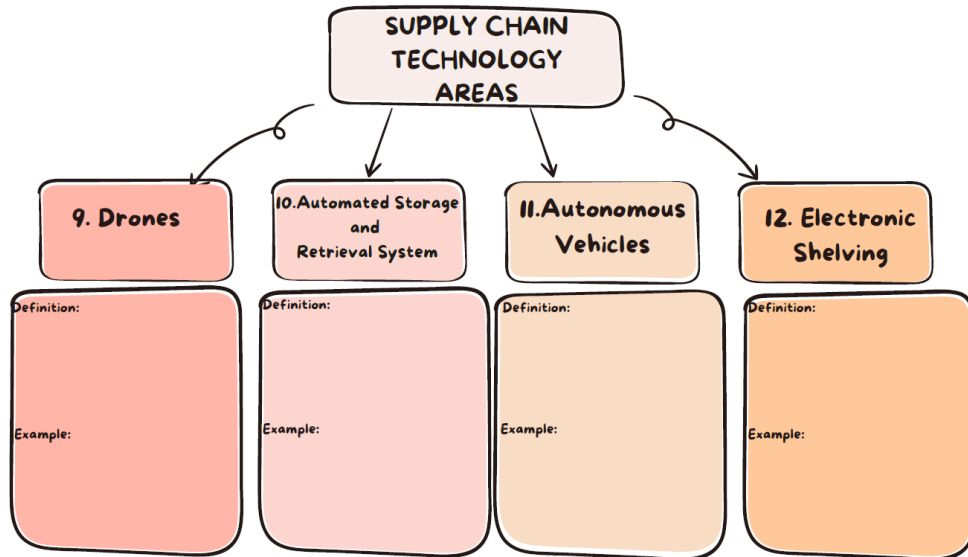 SUPPLY CHAIN
TECHNOLOGY
AREAS
9. Drones
10.Automated Storage
and
Retrieval System
11.Autonomous
Vehicles
12. Electronic
Shelving
Definition:
Example:
Definition:
Example:
Definition:
Example:
Definition:
Example: